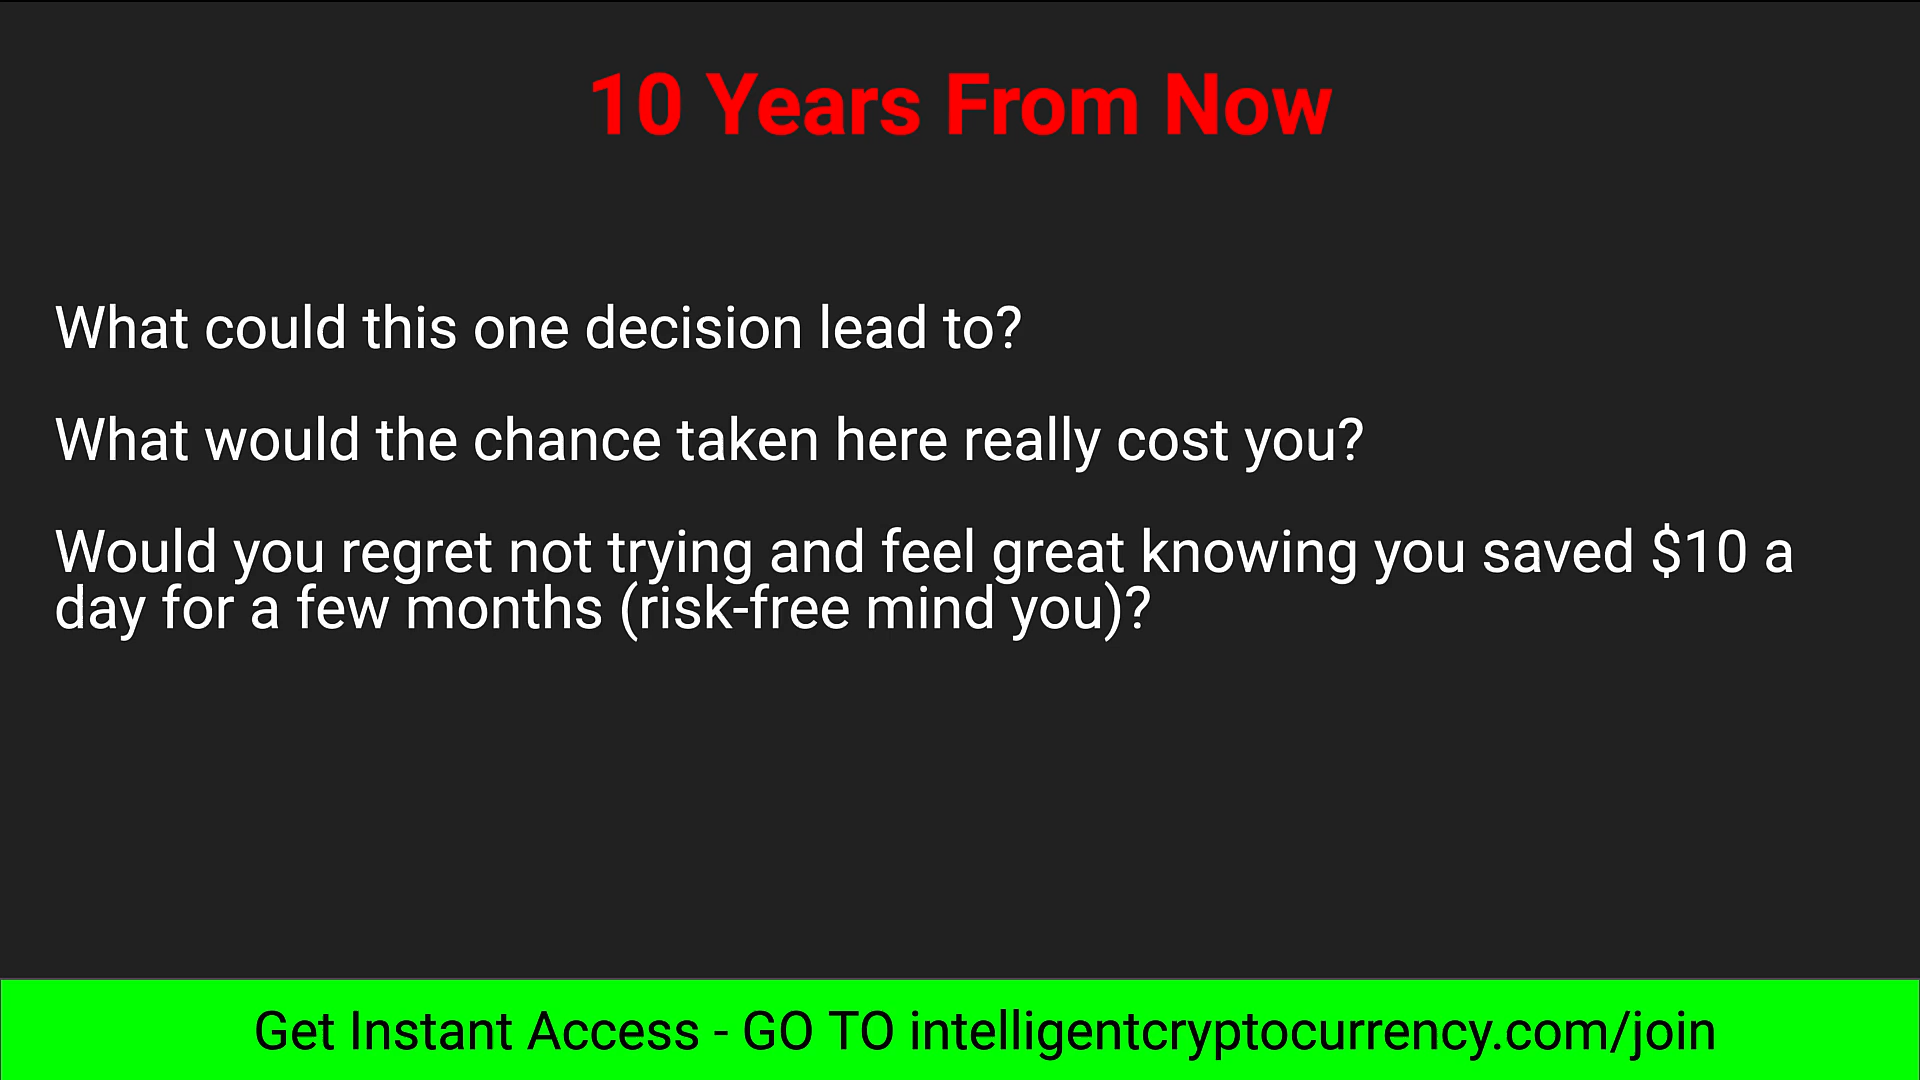 10 Years From Now
What could this one decision lead to?
What would the chance taken here really cost you?
Would you regret not trying and feel great knowing you saved $10 a
day for a few months (risk-free mind you)?
Get Instant Access - GO TO intelligentcryptocurrency.com/join